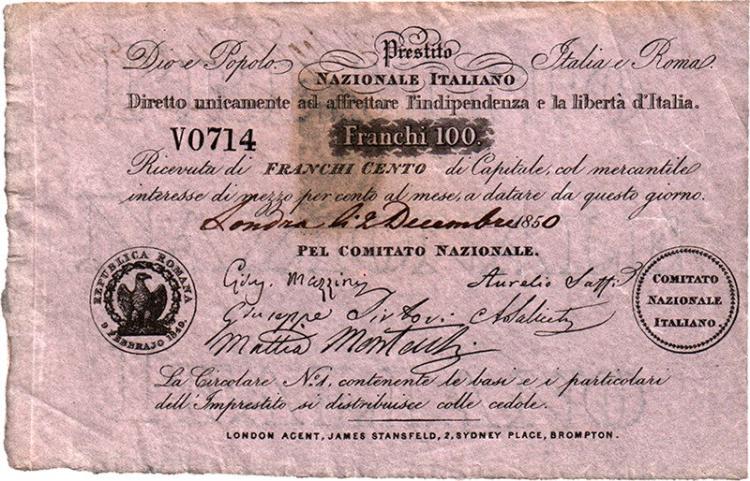 Dio e Popolo. Prestito Italia e Roma.
NAZIONALE ITALIANO
Diretto unicamente ad affrettare l'indipendenza e la libertà d'Italia.
V0714 Franchi 100.
Ricevuta di FRANCHI CENTO di Capitale, col mercantile
interesse di mezzo per cento al mese, a datare da questo giorno.
Londra li 2 Decembre 1850
PEL COMITATO NAZIONALE.
REPUBLICA ROMANA
9 FEBBRAJO 1849.
Gius. Mazzini Aurelio Saffi
COMITATO
NAZIONALE
ITALIANO.
Giuseppe Sirtori A. Saliceti
Mattia Montecchi
La Circolare No. 1, contenente le basi e i particolari
dell'Imprestito si distribuisce colle cedole.
LONDON AGENT, JAMES STANSFELD, 2, SYDNEY PLACE, BROMPTON.